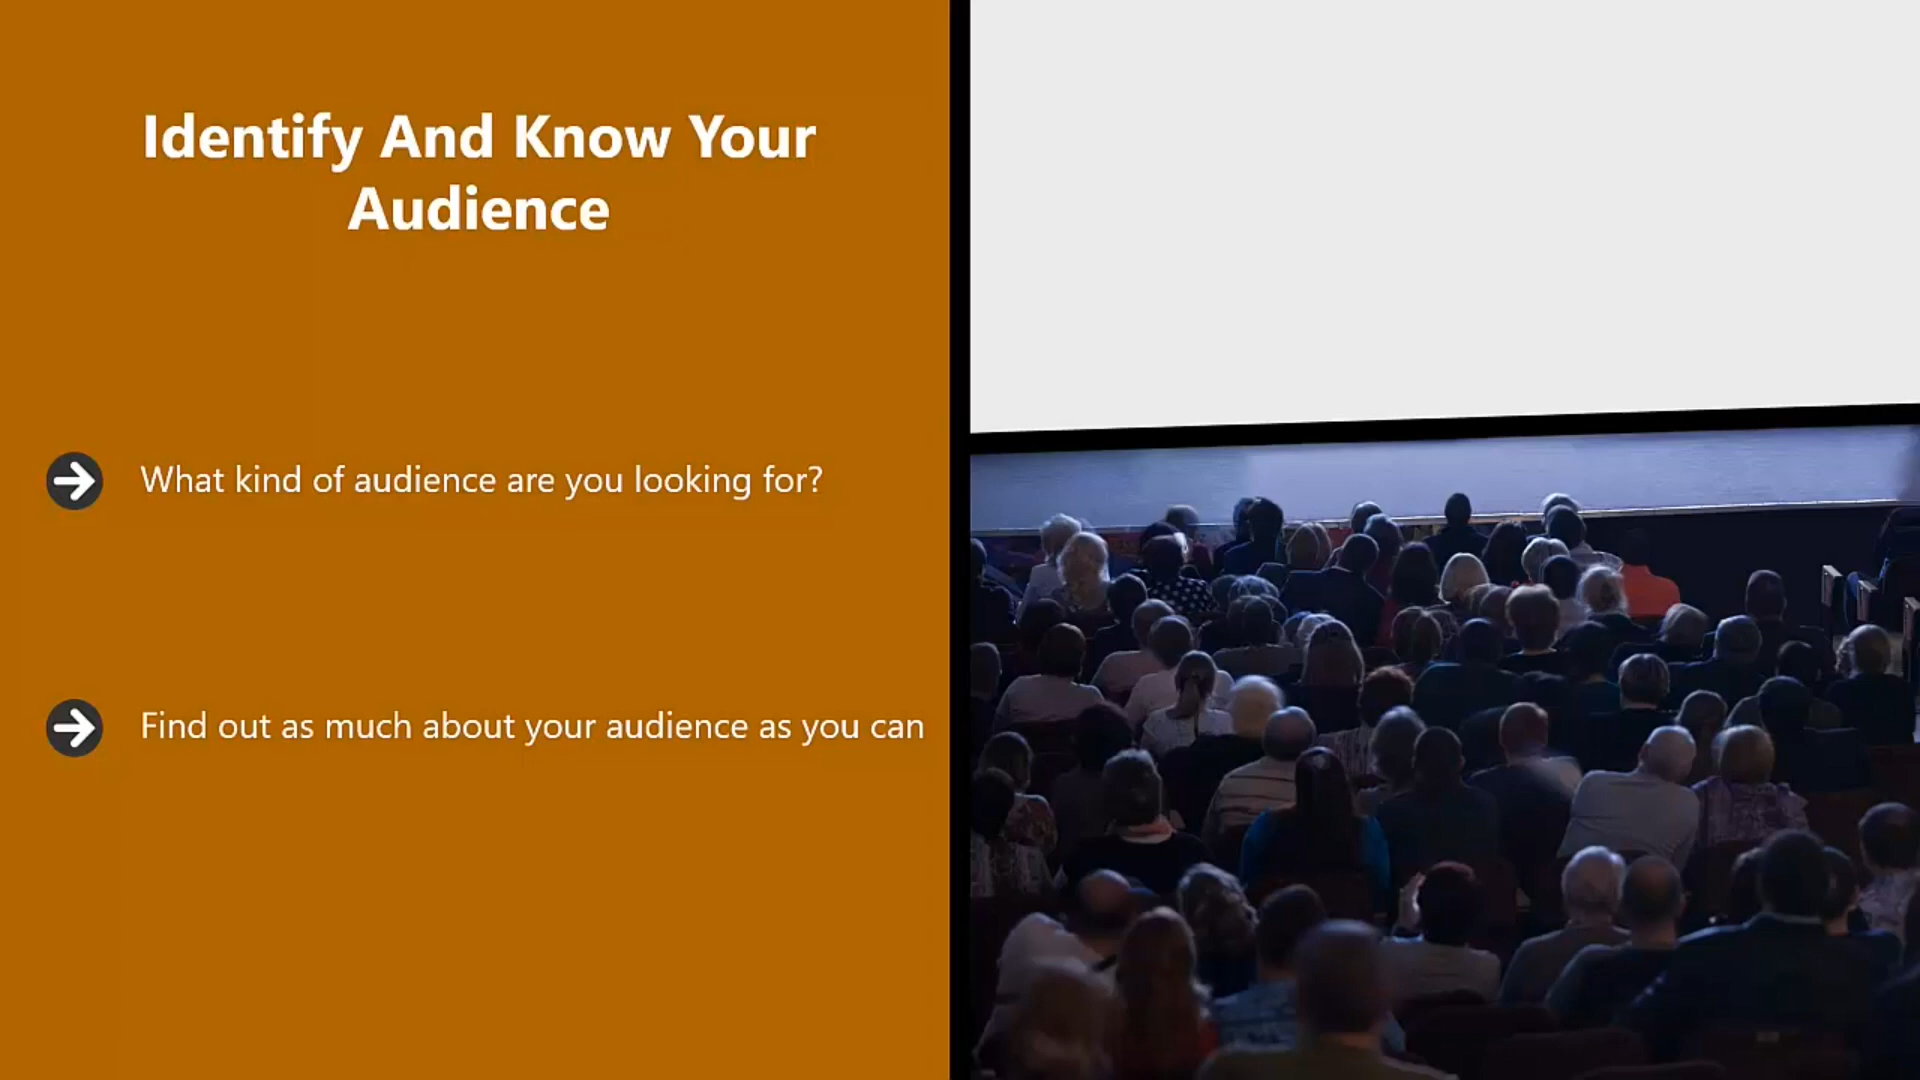 Identify And Know Your
Audience
What kind of audience are you looking for?
Find out as much about your audience as you can